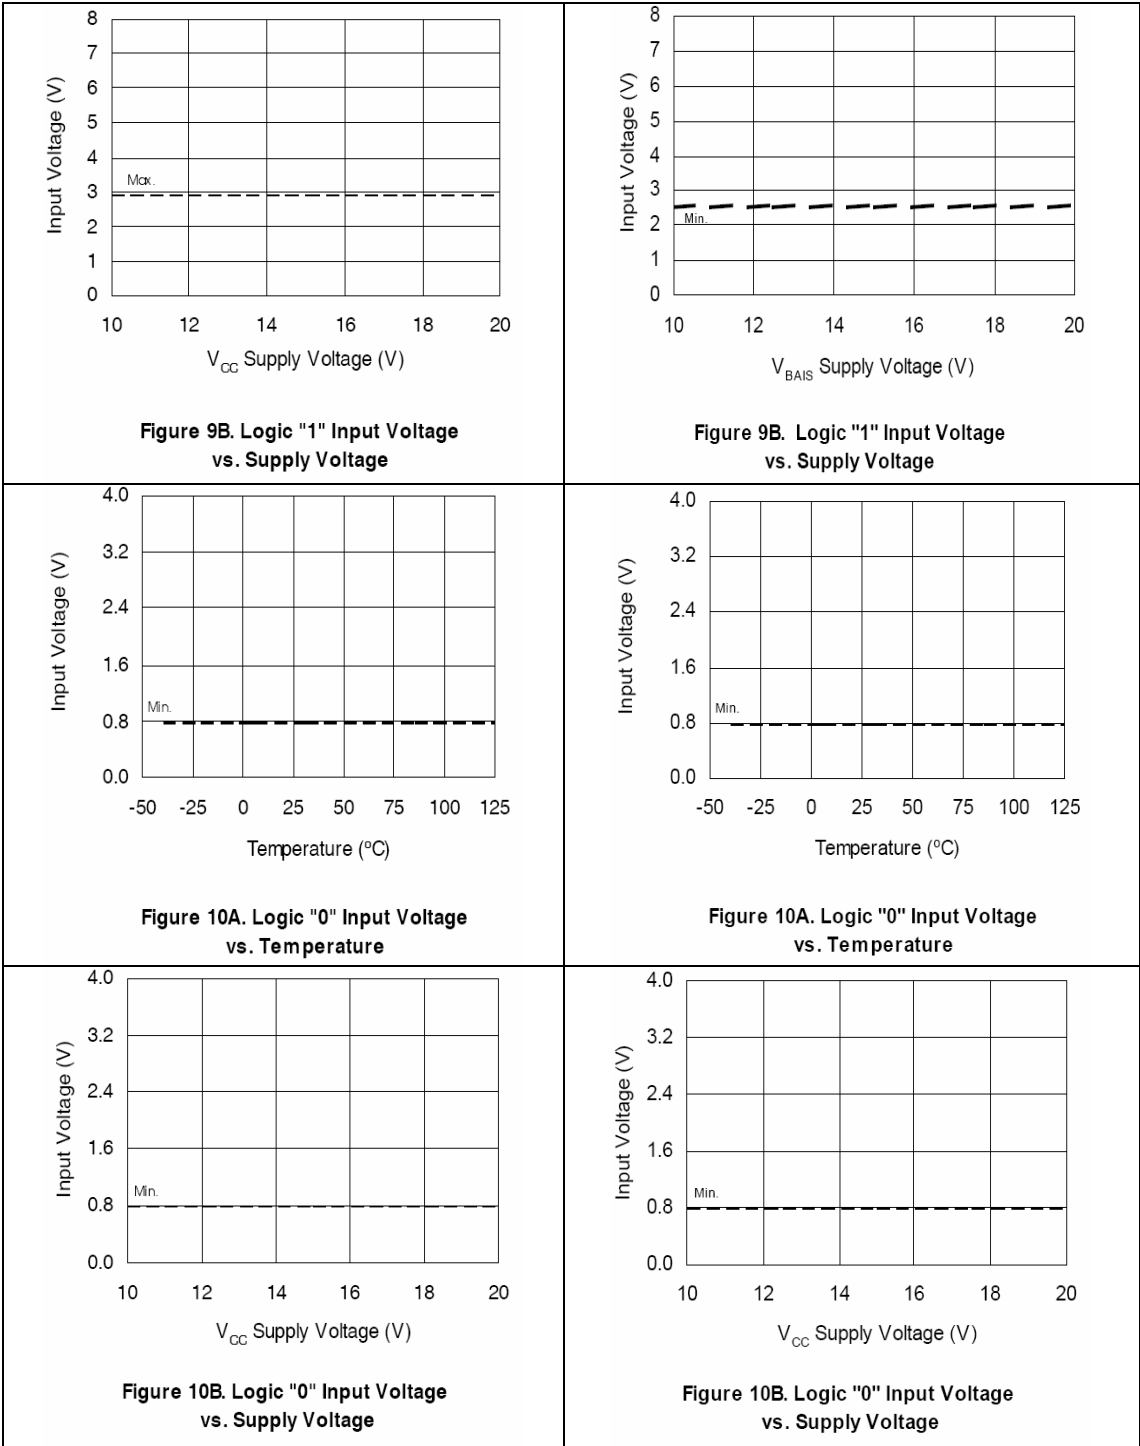 8
7
6
5
4
3
2
1
0
Input Voltage (V)
Max.
10 12 14 16 18 20
VCC Supply Voltage (V)
Figure 9B. Logic "1" Input Voltage
vs. Supply Voltage
8
7
6
5
4
3
2
1
0
Input Voltage (V)
Min.
10 12 14 16 18 20
VBAIS Supply Voltage (V)
Figure 9B. Logic "1" Input Voltage
vs. Supply Voltage
4.0
3.2
2.4
1.6
0.8
0.0
Input Voltage (V)
Min.
-50 -25 0 25 50 75 100 125
Temperature (ºC)
Figure 10A. Logic "0" Input Voltage
vs. Temperature
4.0
3.2
2.4
1.6
0.8
0.0
Input Voltage (V)
Min.
-50 -25 0 25 50 75 100 125
Temperature (ºC)
Figure 10A. Logic "0" Input Voltage
vs. Temperature
4.0
3.2
2.4
1.6
0.8
0.0
Input Voltage (V)
Min.
10 12 14 16 18 20
VCC Supply Voltage (V)
Figure 10B. Logic "0" Input Voltage
vs. Supply Voltage
4.0
3.2
2.4
1.6
0.8
0.0
Input Voltage (V)
Min.
10 12 14 16 18 20
VCC Supply Voltage (V)
Figure 10B. Logic "0" Input Voltage
vs. Supply Voltage